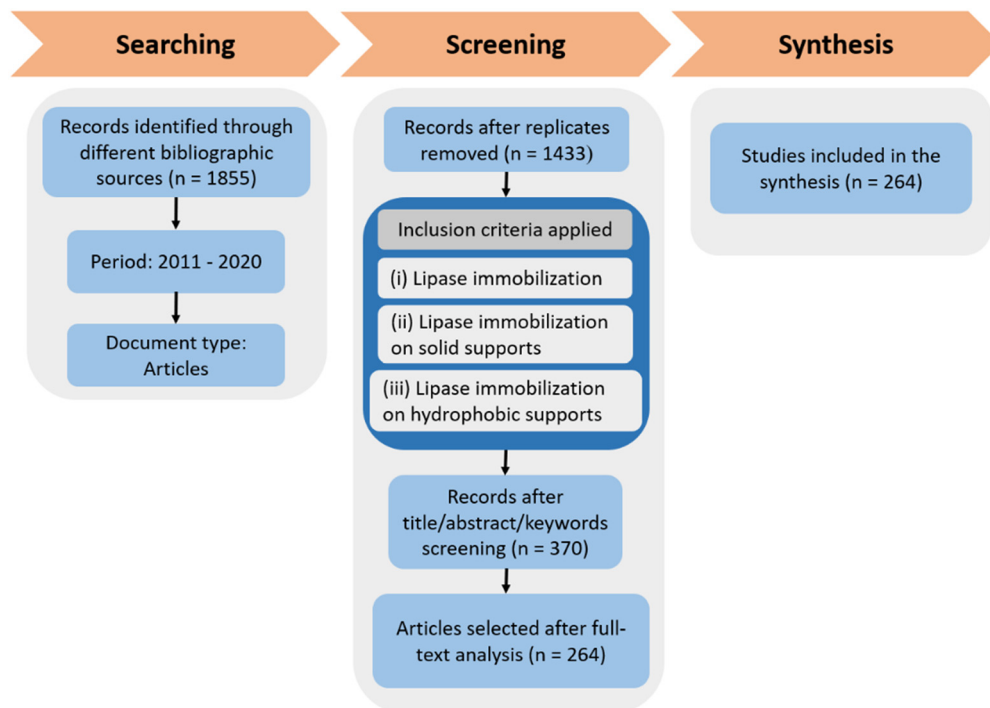 Searching
Screening
Synthesis
Records identified through
different bibliographic
sources (n = 1855)
Period: 2011 - 2020
Document type:
Articles
Records after replicates
removed (n = 1433)
Inclusion criteria applied
(i) Lipase immobilization
(ii) Lipase immobilization
on solid supports
(iii) Lipase immobilization
on hydrophobic supports
Records after
title/abstract/keywords
screening (n = 370)
Articles selected after full-
text analysis (n = 264)
Studies included in the
synthesis (n = 264)